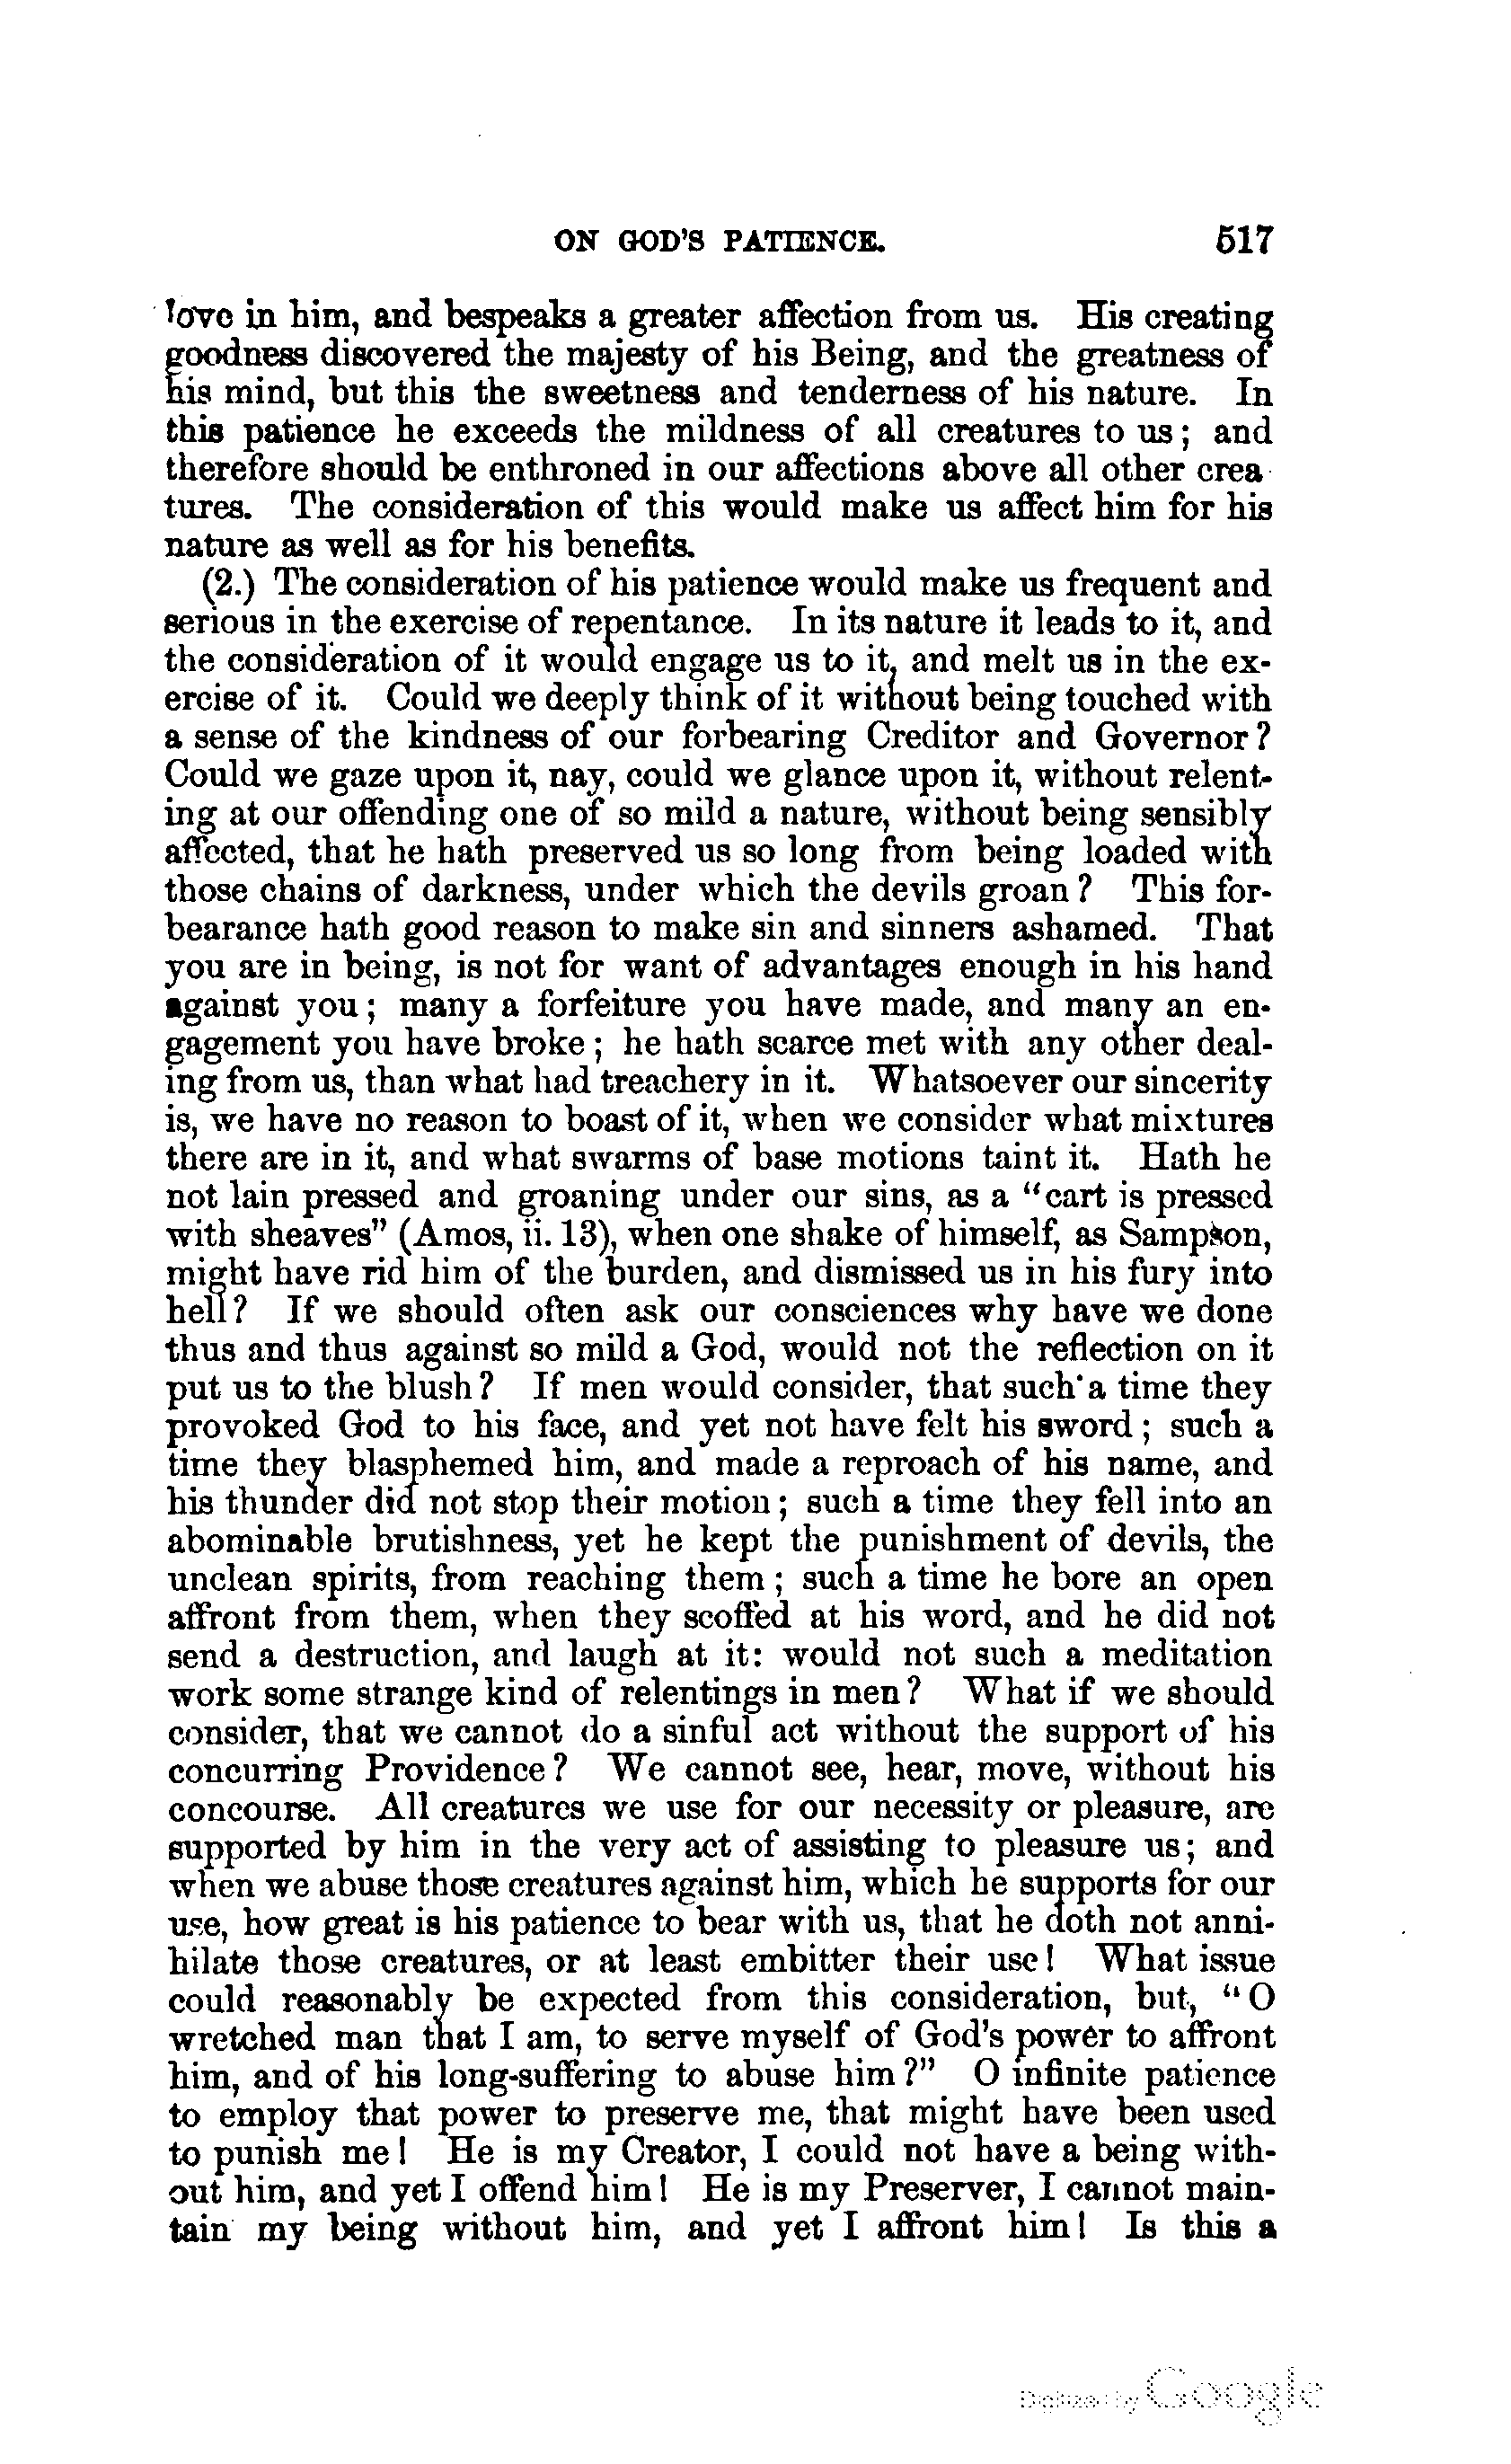 ON GOD'S PATIENCE. 517
love in him, and bespeaks a greater affection from us. His creating
goodness discovered the majesty of his Being, and the greatness of
his mind, but this the sweetness and tenderness of his nature. In
this patience he exceeds the mildness of all creatures to us; and
therefore should be enthroned in our affections above all other crea
tures. The consideration of this would make us affect him for his
nature as well as for his benefits.
(2.) The consideration of his patience would make us frequent and
serious in the exercise of repentance. In its nature it leads to it, and
the consideration of it would engage us to it, and melt us in the ex-
ercise of it. Could we deeply think of it without being touched with
a sense of the kindness of our forbearing Creditor and Governor?
Could we gaze upon it, nay, could we glance upon it, without relent-
ing at our offending one of so mild a nature, without being sensibly
affected, that he hath preserved us so long from being loaded with
those chains of darkness, under which the devils groan? This for-
bearance hath good reason to make sin and sinners ashamed. That
you are in being, is not for want of advantages enough in his hand
against you; many a forfeiture you have made, and many an en-
gagement you have broke; he hath scarce met with any other deal-
ing from us, than what had treachery in it. Whatsoever our sincerity
is, we have no reason to boast of it, when we consider what mixtures
there are in it, and what swarms of base motions taint it. Hath he
not lain pressed and groaning under our sins, as a "cart is pressed
with sheaves" (Amos, ii. 13), when one shake of himself, as Sampson,
might have rid him of the burden, and dismissed us in his fury into
hell? If we should often ask our consciences why have we done
thus and thus against so mild a God, would not the reflection on it
put us to the blush? If men would consider, that such a time they
provoked God to his face, and yet not have felt his sword; such a
time they blasphemed him, and made a reproach of his name, and
his thunder did not stop their motion; such a time they fell into an
abominable brutishness, yet he kept the punishment of devils, the
unclean spirits, from reaching them; such a time he bore an open
affront from them, when they scoffed at his word, and he did not
send a destruction, and laugh at it: would not such a meditation
work some strange kind of relentings in men? What if we should
consider, that we cannot do a sinful act without the support of his
concurring Providence? We cannot see, hear, move, without his
concourse. All creatures we use for our necessity or pleasure, are
supported by him in the very act of assisting to pleasure us; and
when we abuse those creatures against him, which he supports for our
use, how great is his patience to bear with us, that he doth not anni-
hilate those creatures, or at least embitter their use! What issue
could reasonably be expected from this consideration, but, "O
wretched man that I am, to serve myself of God's power to affront
him, and of his long-suffering to abuse him?" O infinite patience
to employ that power to preserve me, that might have been used
to punish me! He is my Creator, I could not have a being with-
out him, and yet I offend him! He is my Preserver, I cannot main-
tain my being without him, and yet I affront him! Is this a
Digitized by Google